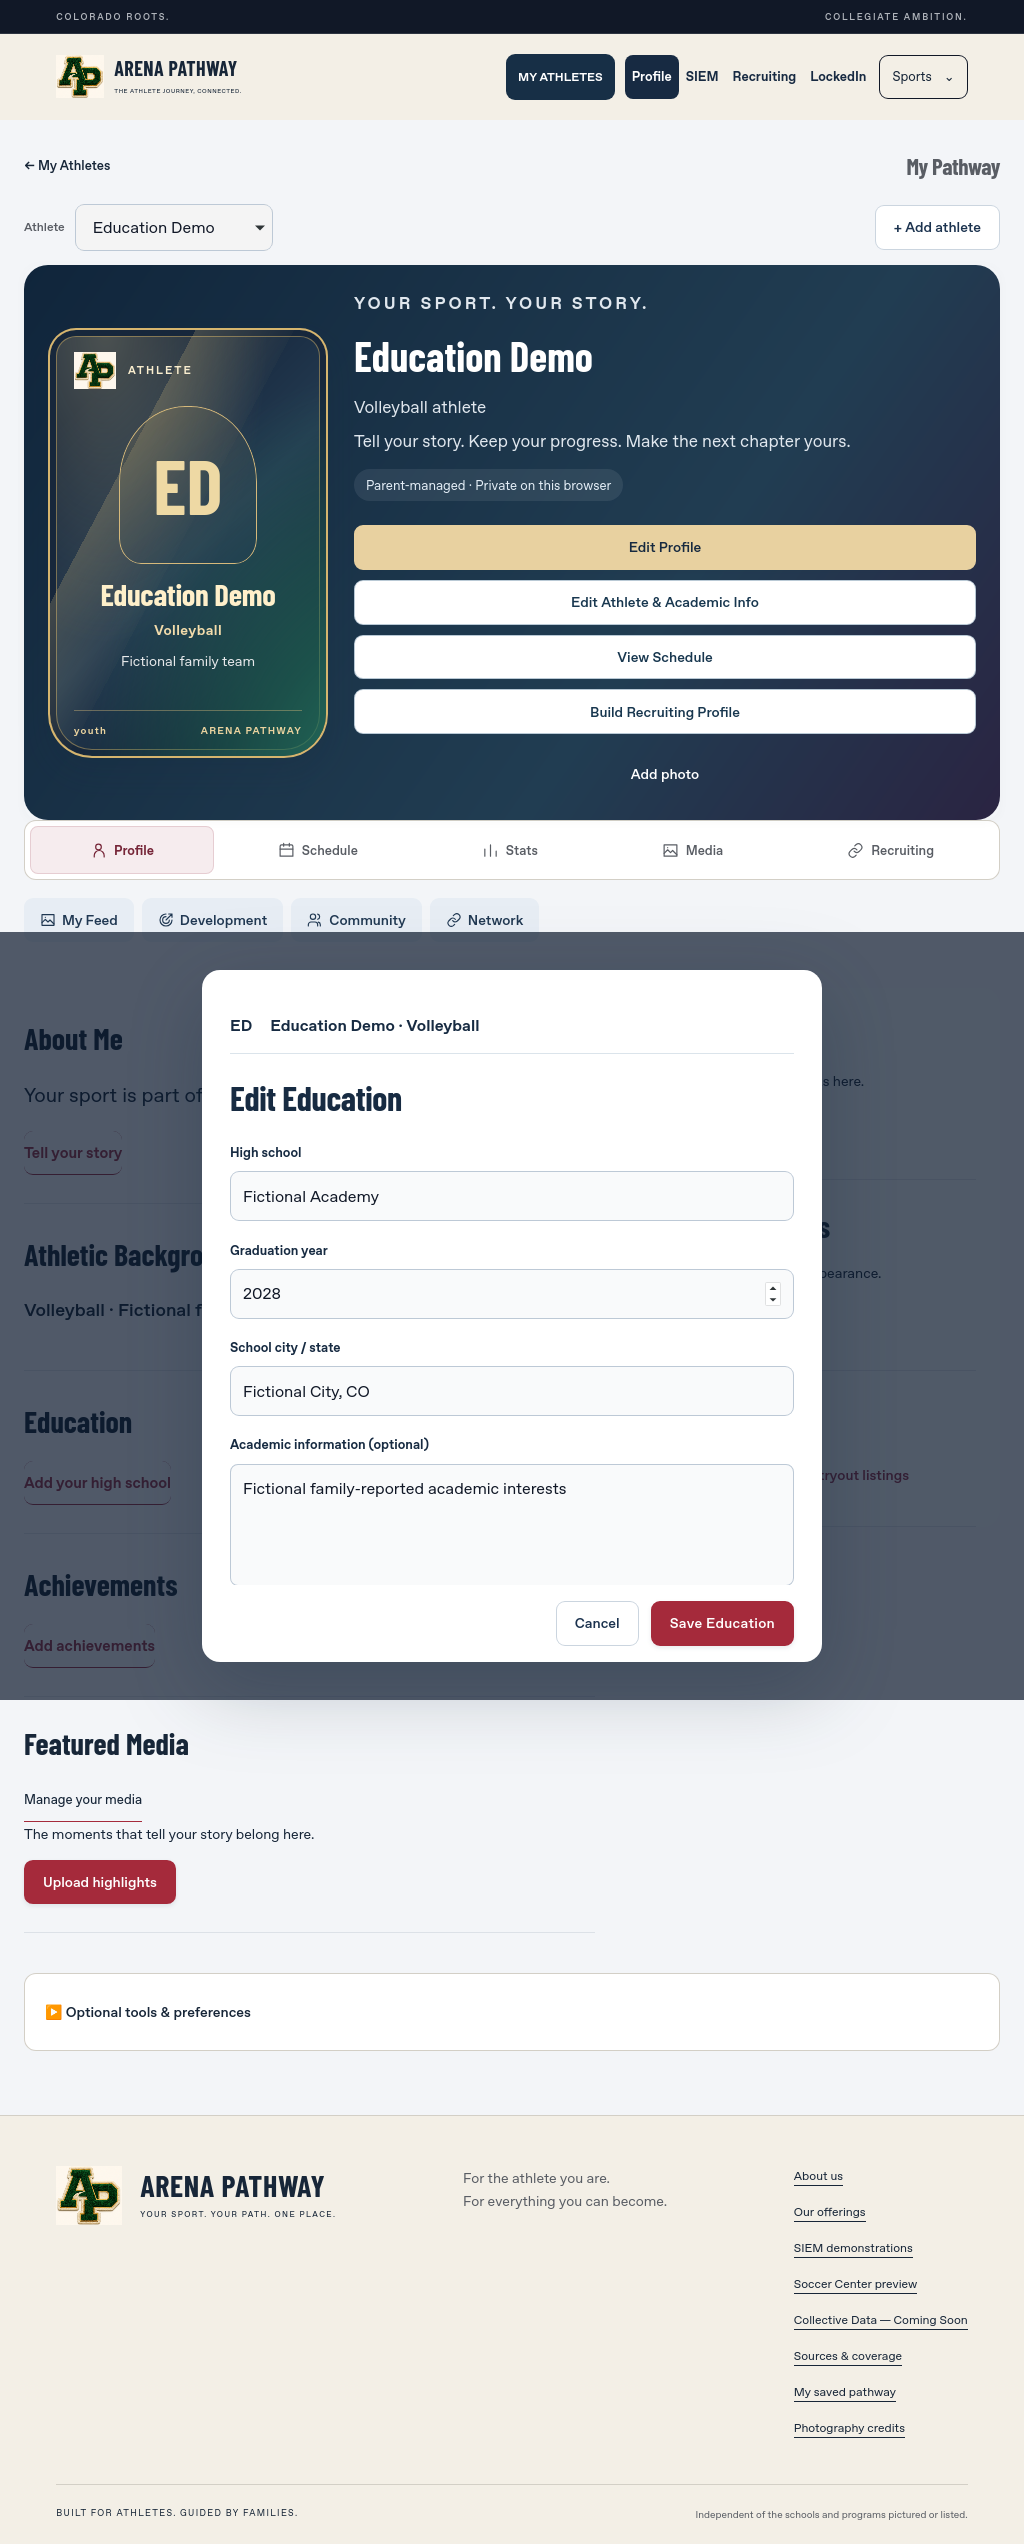 COLORADO ROOTS.
COLLEGIATE AMBITION.
AP
ARENA PATHWAY
THE ATHLETE JOURNEY, CONNECTED.
MY ATHLETES
Profile
SIEM
Recruiting
LockedIn
Sports
← My Athletes
My Pathway
Athlete
Education Demo
+ Add athlete
YOUR SPORT. YOUR STORY.
AP
ATHLETE
ED
Education Demo
Volleyball
Fictional family team
youth
ARENA PATHWAY
Education Demo
Volleyball athlete
Tell your story. Keep your progress. Make the next chapter yours.
Parent-managed · Private on this browser
Edit Profile
Edit Athlete & Academic Info
View Schedule
Build Recruiting Profile
Add photo
Profile
Schedule
Stats
Media
Recruiting
My Feed
Development
Community
Network
ED Education Demo · Volleyball
Edit Education
High school
Fictional Academy
Graduation year
2028
School city / state
Fictional City, CO
Academic information (optional)
Fictional family-reported academic interests
Cancel
Save Education
About Me
Your sport is part of
s here.
Tell your story
Athletic Backgro
s
pearance.
Volleyball · Fictional f
Education
Add your high school
tryout listings
Achievements
Add achievements
Featured Media
Manage your media
The moments that tell your story belong here.
Upload highlights
▶️ Optional tools & preferences
AP
ARENA PATHWAY
YOUR SPORT. YOUR PATH. ONE PLACE.
For the athlete you are.
For everything you can become.
About us
Our offerings
SIEM demonstrations
Soccer Center preview
Collective Data — Coming Soon
Sources & coverage
My saved pathway
Photography credits
BUILT FOR ATHLETES. GUIDED BY FAMILIES.
Independent of the schools and programs pictured or listed.